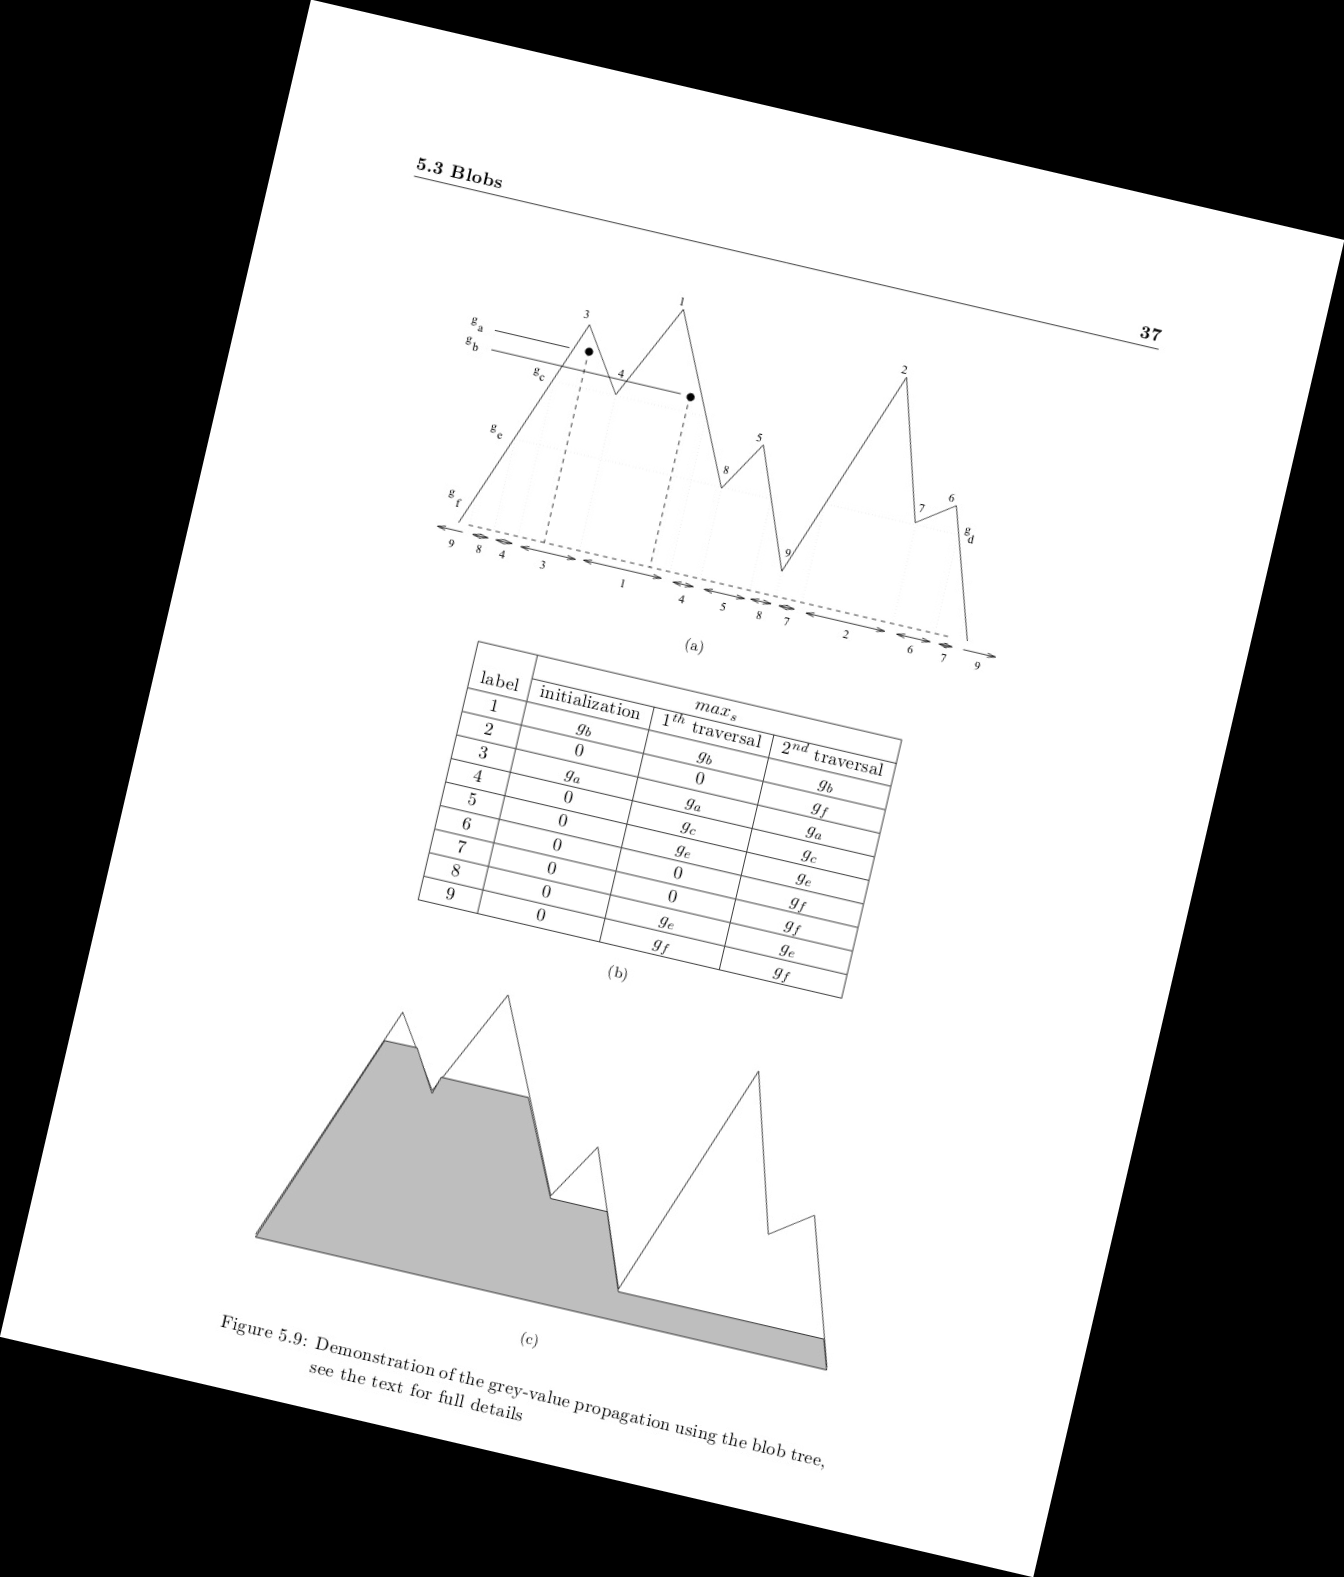 5.3 Blobs
37
g_a
g_b
g_c
g_e
g_f
g_d
3 4 1 8 5 9 2 7 6
9 8 4 3 1 4 5 8 7 2 6 7 9
(a)
label max_s
initialization 1^{th} traversal 2^{nd} traversal
1 g_b g_b g_b
2 0 0 g_f
3 g_a g_a g_a
4 0 g_c g_c
5 0 g_e g_e
6 0 0 g_f
7 0 0 g_f
8 0 g_e g_e
9 0 g_f g_f
(b)
(c)
Figure 5.9: Demonstration of the grey-value propagation using the blob tree,
see the text for full details